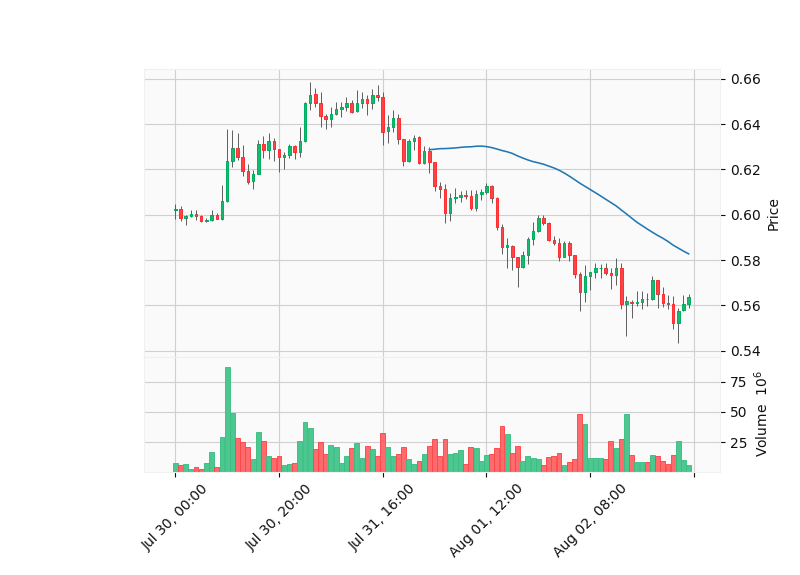 0.66
0.64
0.62
0.60
0.58
0.56
0.54
Price
75
50
25
Volume 10⁶
Jul 30, 00:00
Jul 30, 20:00
Jul 31, 16:00
Aug 01, 12:00
Aug 02, 08:00